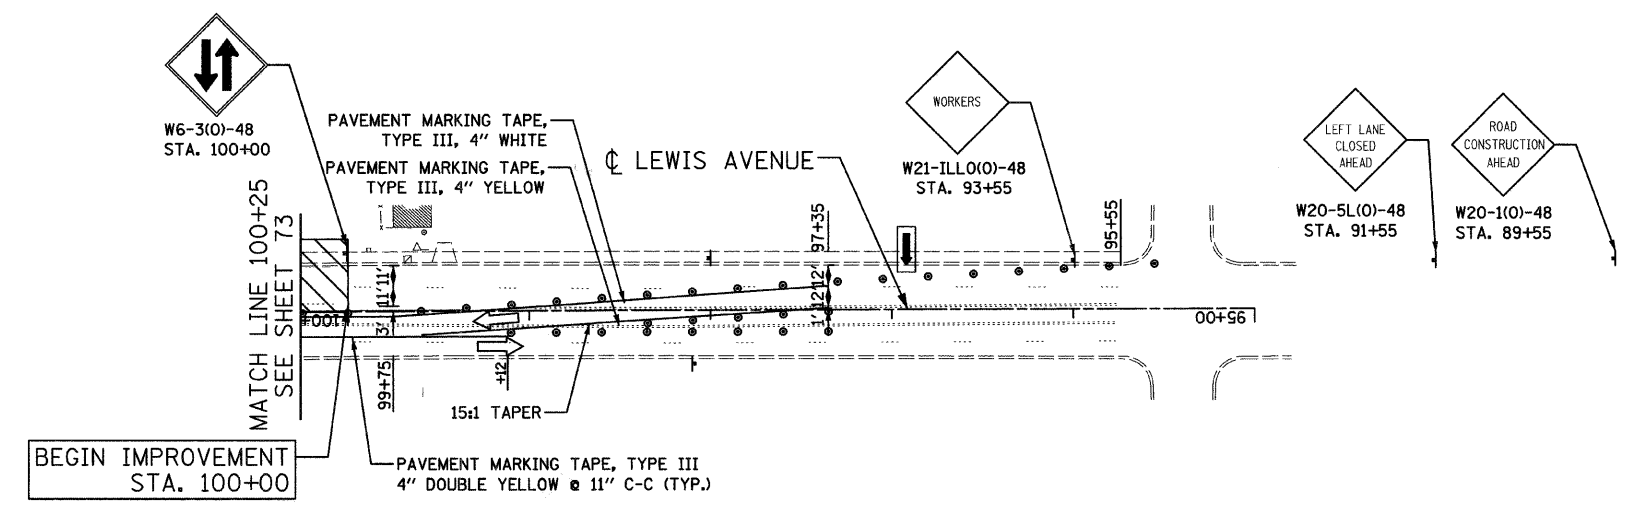 W6-3(O)-48
STA. 100+00
PAVEMENT MARKING TAPE,
TYPE III, 4" WHITE
PAVEMENT MARKING TAPE,
TYPE III, 4" YELLOW
℄ LEWIS AVENUE
WORKERS
W21-ILLO(O)-48
STA. 93+55
LEFT LANE
CLOSED
AHEAD
W20-5L(O)-48
STA. 91+55
ROAD
CONSTRUCTION
AHEAD
W20-1(O)-48
STA. 89+55
MATCH LINE 100+25
SEE SHEET 73
97+35
95+55
11'
11'
3'
12'
12'
1'
95+00
99+75
+12
15:1 TAPER
BEGIN IMPROVEMENT
STA. 100+00
PAVEMENT MARKING TAPE, TYPE III
4" DOUBLE YELLOW @ 11" C-C (TYP.)